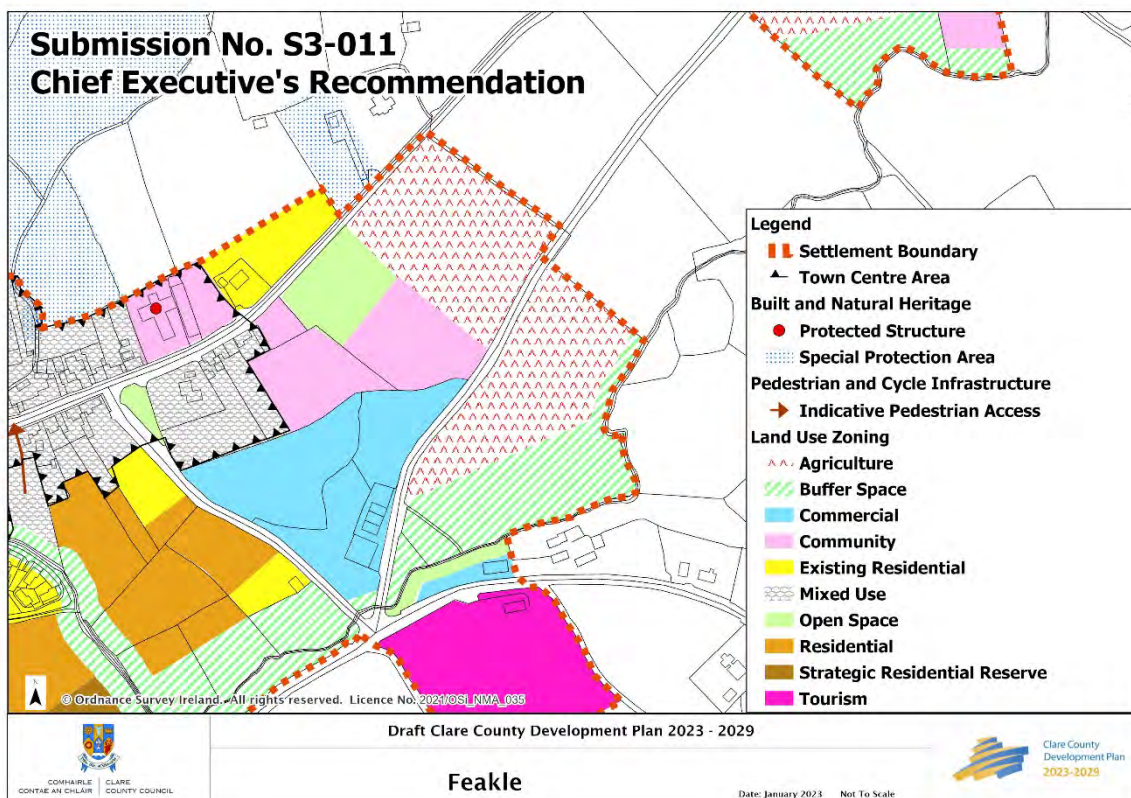 Submission No. S3-011
Chief Executive's Recommendation
Legend
Settlement Boundary
Town Centre Area
Built and Natural Heritage
Protected Structure
Special Protection Area
Pedestrian and Cycle Infrastructure
Indicative Pedestrian Access
Land Use Zoning
Agriculture
Buffer Space
Commercial
Community
Existing Residential
Mixed Use
Open Space
Residential
Strategic Residential Reserve
Tourism
N
© Ordnance Survey Ireland. All rights reserved. Licence No. 2021/OSi_NMA_035
COMHAIRLE
CONTAE AN CHLÁIR
CLARE
COUNTY COUNCIL
Draft Clare County Development Plan 2023 - 2029
Feakle
Date: January 2023 Not To Scale
Clare County
Development Plan
2023-2029